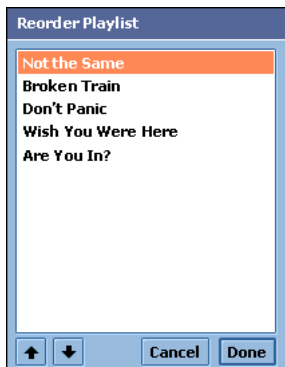 Reorder Playlist
Not the Same
Broken Train
Don't Panic
Wish You Were Here
Are You In?
Cancel Done